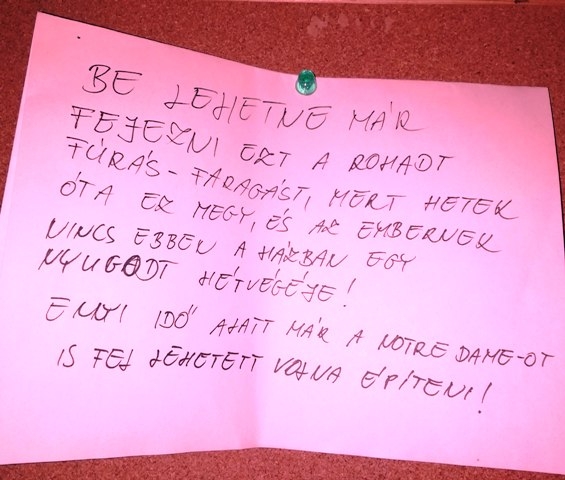 BE LEHETNE MÁR
FEJEZNI EZT A ROHADT
FÚRÁS-FARAGÁST, MERT HETEK
ÓTA EZ MEGY, ÉS AZ EMBERNEK
NINCS EBBEN A HÁZBAN EGY
NYUGODT HÉTVÉGÉJE!
ENNYI IDŐ ALATT MÁR A NOTRE DAME-OT
IS FEL LEHETETT VOLNA ÉPÍTENI!